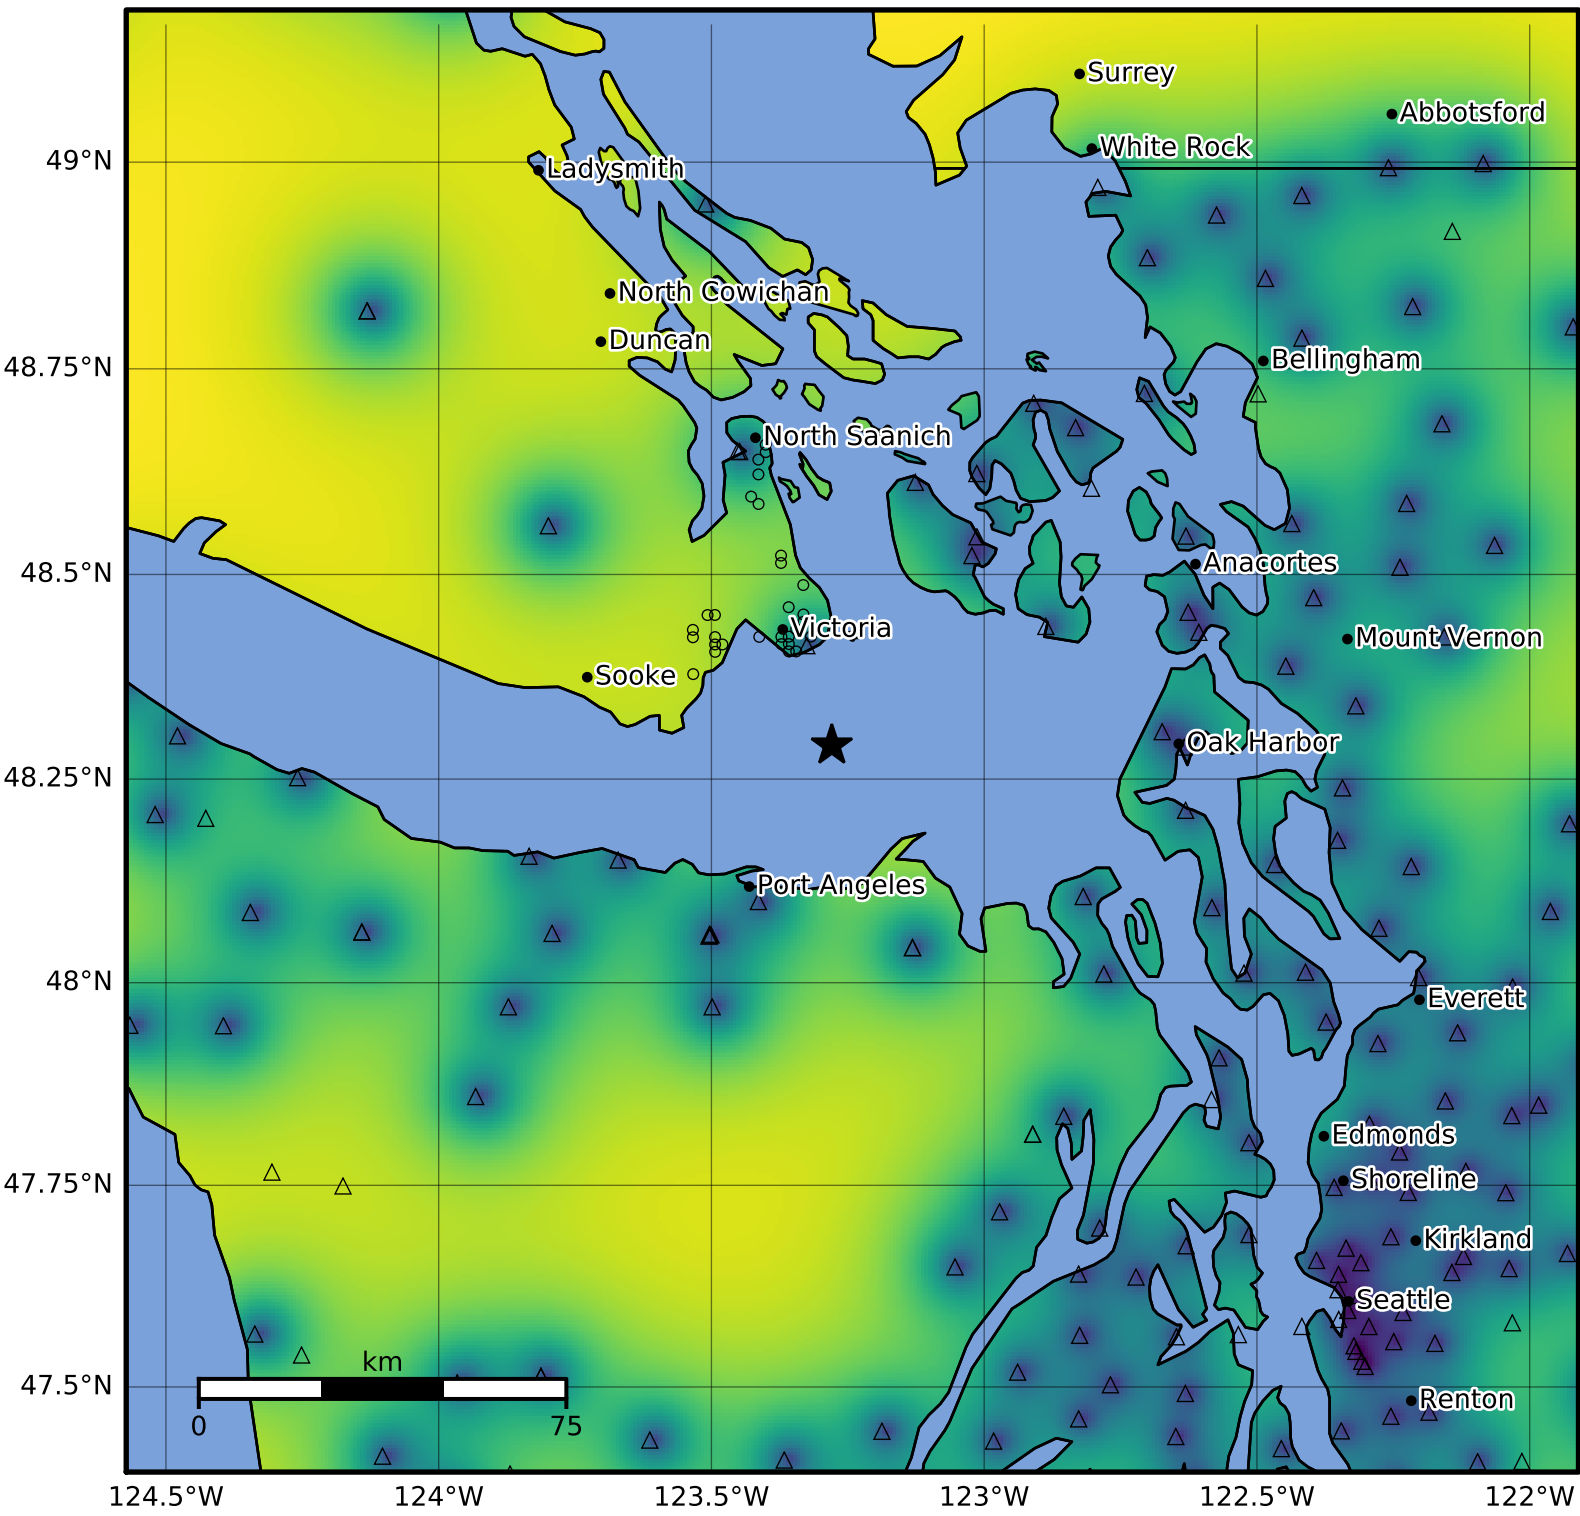 Surrey
Abbotsford
White Rock
49°N
Ladysmith
North Cowichan
Duncan
48.75°N
Bellingham
North Saanich
48.5°N
Anacortes
Victoria
Mount Vernon
Sooke
Oak Harbor
48.25°N
Port Angeles
48°N
Everett
Edmonds
47.75°N
Shoreline
Kirkland
Seattle
km
47.5°N
Renton
0 75
124.5°W 124°W 123.5°W 123°W 122.5°W 122°W